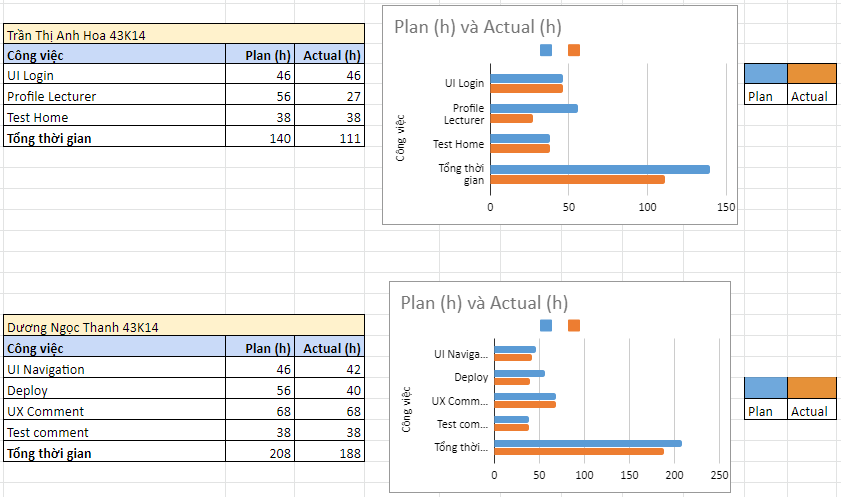 Trần Thị Anh Hoa 43K14
Công việc Plan (h) Actual (h)
UI Login 46 46
Profile Lecturer 56 27
Test Home 38 38
Tổng thời gian 140 111
Plan (h) và Actual (h)
Công việc
UI Login
Profile
Lecturer
Test Home
Tổng thời
gian
0 50 100 150
Plan Actual
Dương Ngọc Thanh 43K14
Công việc Plan (h) Actual (h)
UI Navigation 46 42
Deploy 56 40
UX Comment 68 68
Test comment 38 38
Tổng thời gian 208 188
Plan (h) và Actual (h)
Công việc
UI Naviga...
Deploy
UX Comm...
Test com...
Tổng thời...
0 50 100 150 200 250
Plan Actual